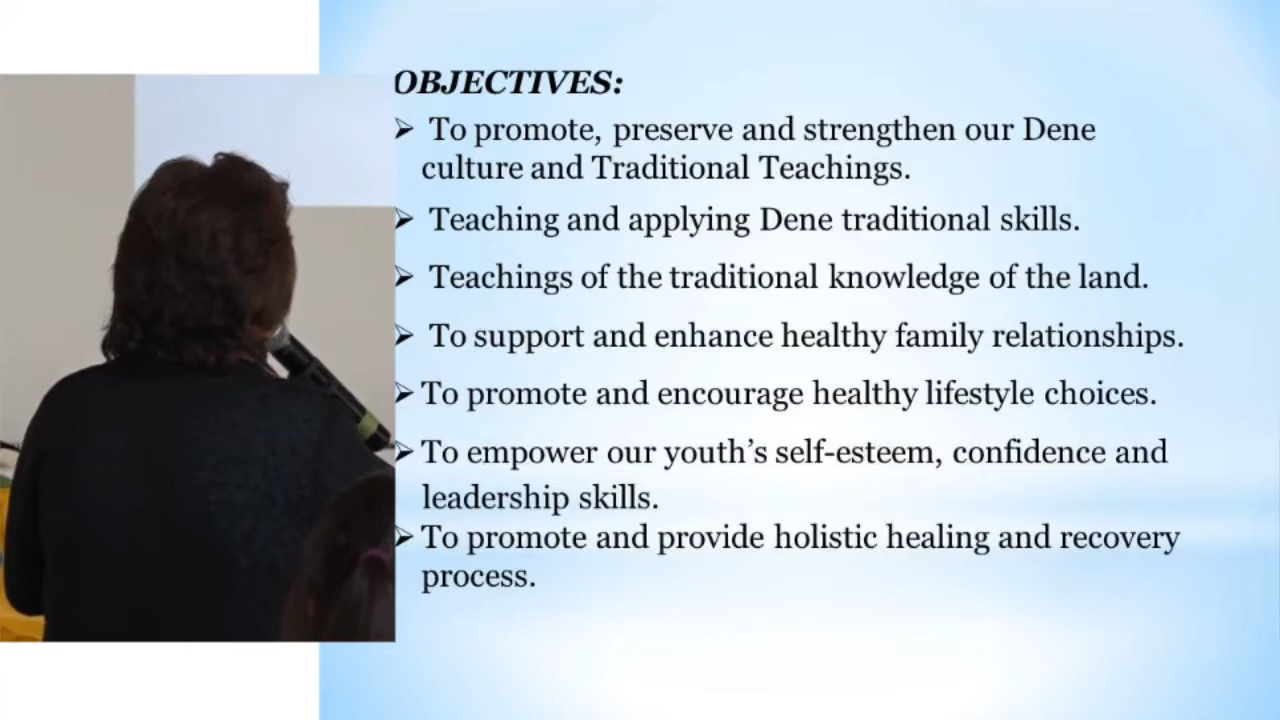 OBJECTIVES:
➢ To promote, preserve and strengthen our Dene
culture and Traditional Teachings.
➢ Teaching and applying Dene traditional skills.
➢ Teachings of the traditional knowledge of the land.
➢ To support and enhance healthy family relationships.
➢ To promote and encourage healthy lifestyle choices.
➢ To empower our youth’s self-esteem, confidence and
leadership skills.
➢ To promote and provide holistic healing and recovery
process.